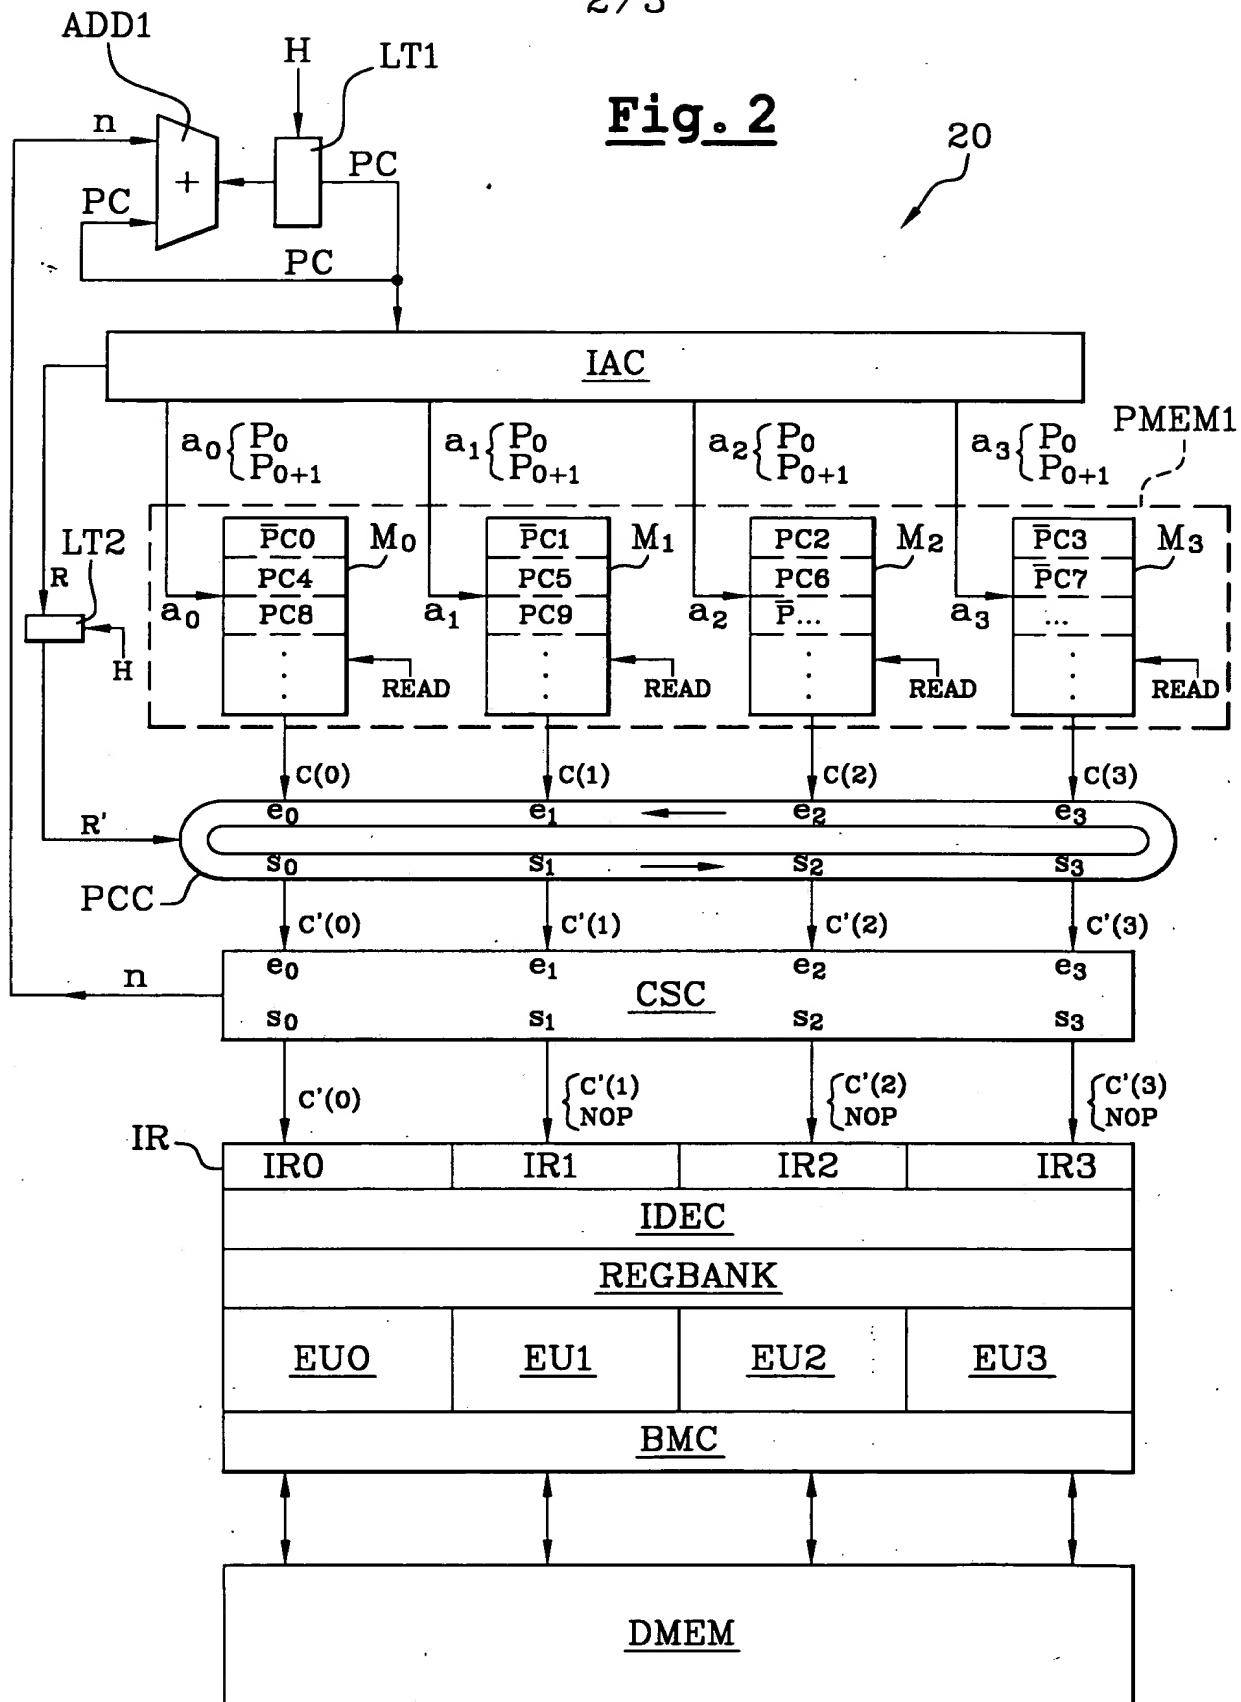 ADD1
H
LT1
Fig. 2
n
PC
20
+
PC
PC
IAC
PMEM1
a0 { P0 P0+1
a1 { P0 P0+1
a2 { P0 P0+1
a3 { P0 P0+1
LT2
R
H
P̅C0
M0
P̅C1
M1
PC2
M2
P̅C3
M3
PC4
PC5
PC6
P̅C7
a0
PC8
a1
PC9
a2
P̅...
a3
...
READ
READ
READ
READ
C(0)
C(1)
C(2)
C(3)
e0
e1
e2
e3
R'
s0
s1
s2
s3
PCC
C'(0)
C'(1)
C'(2)
C'(3)
n
e0
e1
e2
e3
CSC
s0
s1
s2
s3
C'(0)
{ C'(1) NOP
{ C'(2) NOP
{ C'(3) NOP
IR
IR0
IR1
IR2
IR3
IDEC
REGBANK
EU0
EU1
EU2
EU3
BMC
DMEM